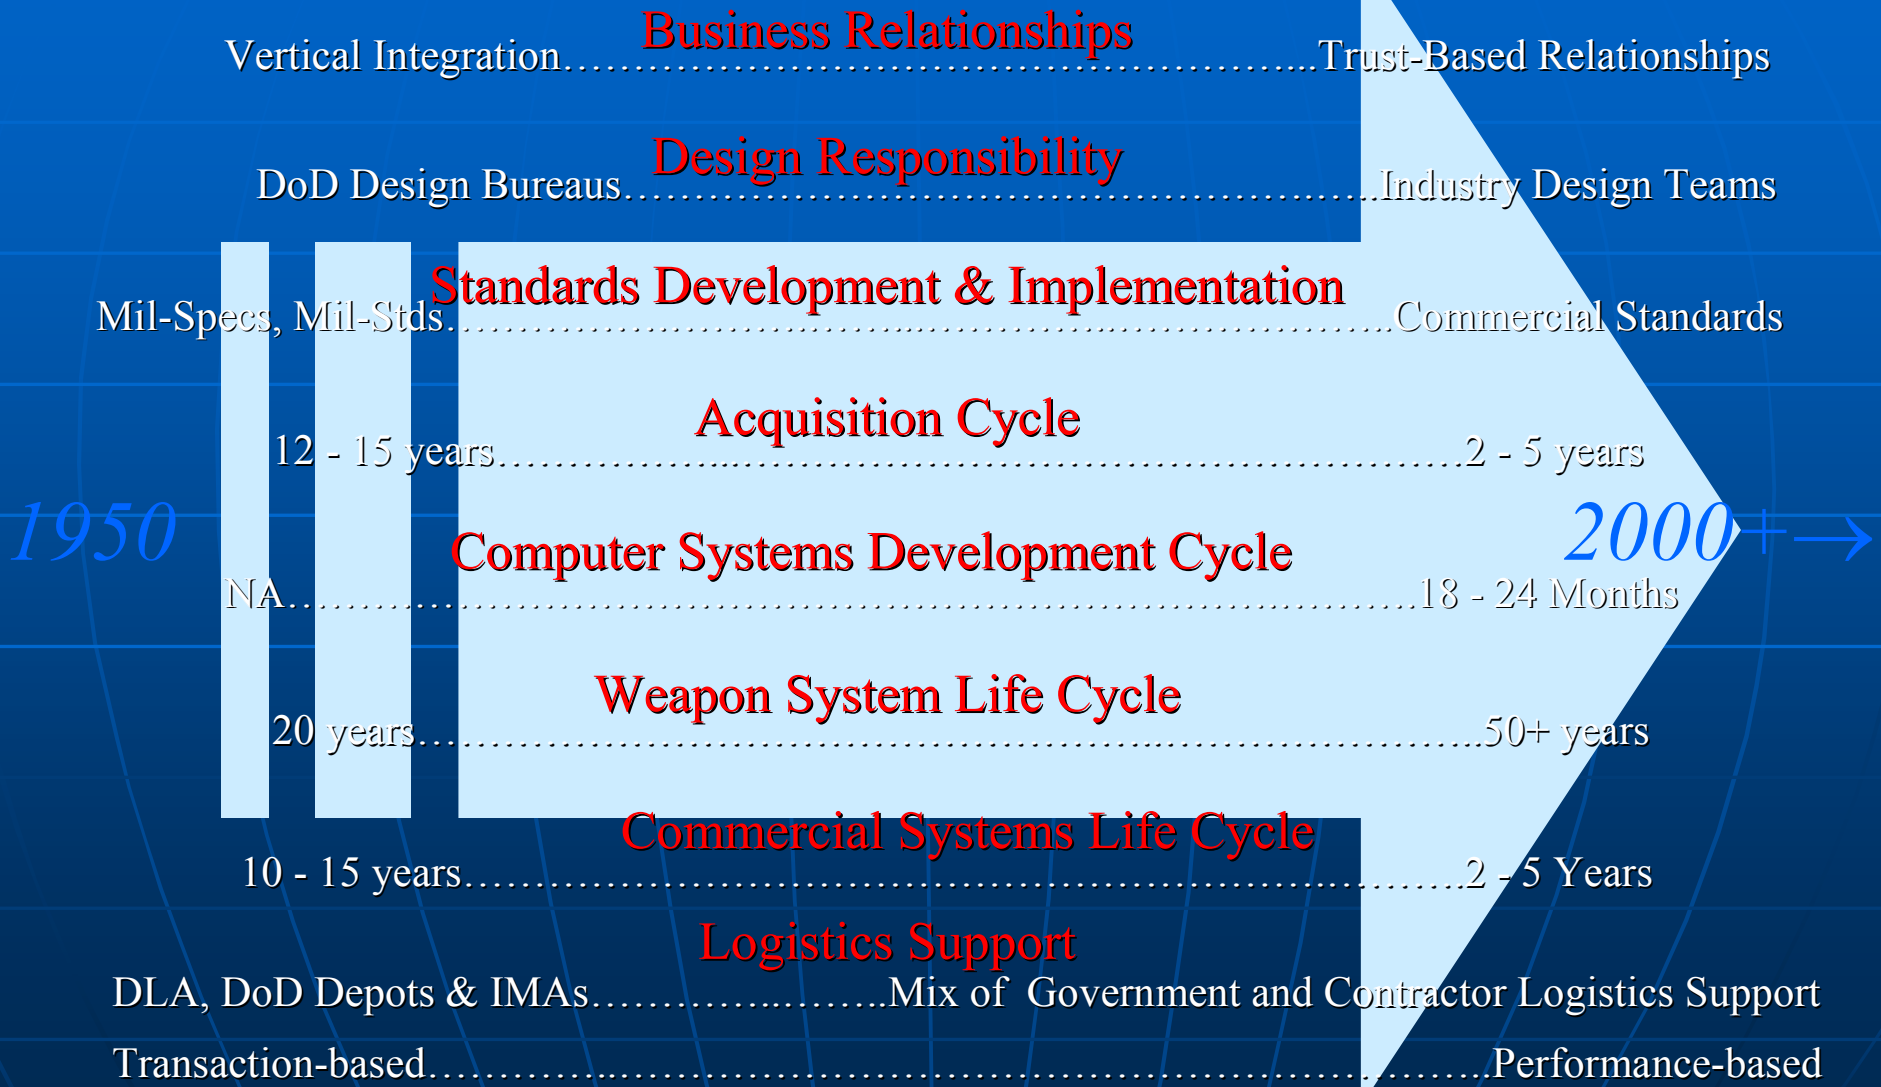 Business Relationships
Vertical Integration…………………………………………...Trust-Based Relationships
Design Responsibility
DoD Design Bureaus……………………………………….…..Industry Design Teams
Standards Development & Implementation
Mil-Specs, Mil-Stds…………………………..…………..………………..Commercial Standards
Acquisition Cycle
12 - 15 years……………...……………………………………………2 - 5 years
1950
2000+→
Computer Systems Development Cycle
NA…………………………………………………………….……….18 - 24 Months
Weapon System Life Cycle
20 years…………………………………………..…………………..50+ years
Commercial Systems Life Cycle
10 - 15 years…………………………………………………….……….2 - 5 Years
Logistics Support
DLA, DoD Depots & IMAs…………..……...Mix of  Government and Contractor Logistics Support
Transaction-based…………..…………………………………………………..Performance-based